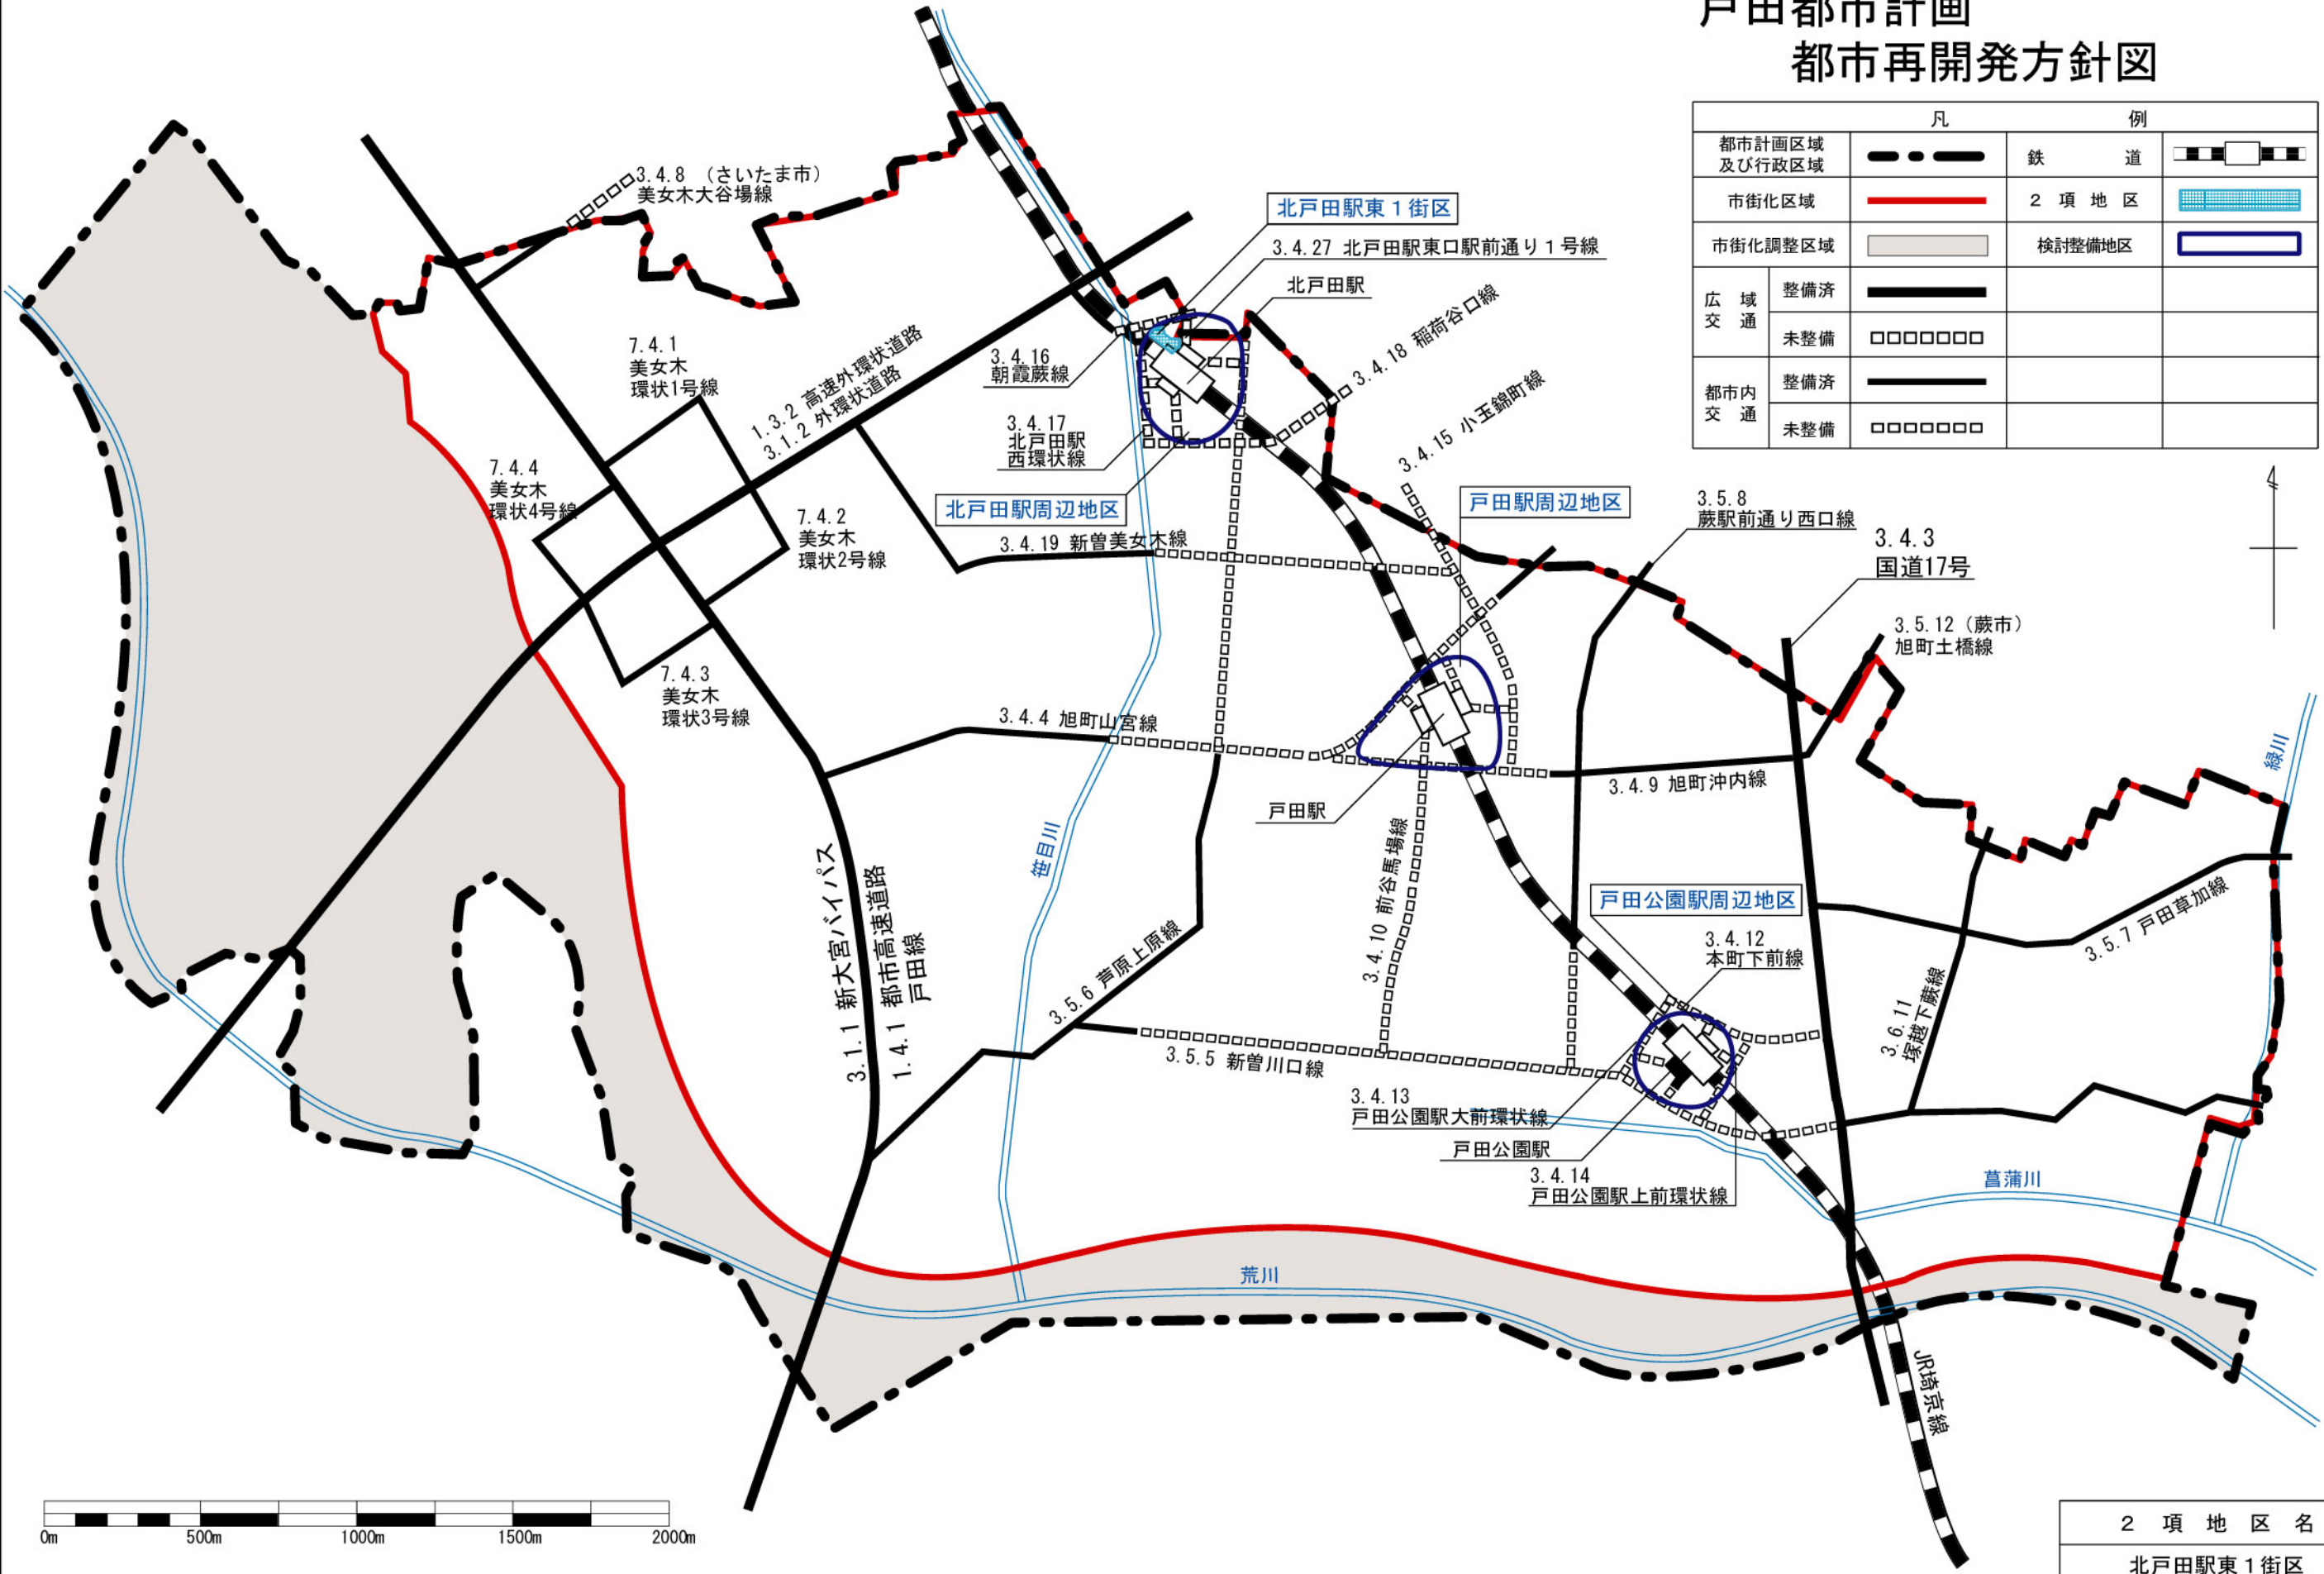 戸田都市計画
都市再開発方針図
凡 例
都市計画区域
及び行政区域
鉄 道
市街化区域
2 項 地 区
市街化調整区域
検討整備地区
広 域
交 通
整備済
未整備
都市内
交 通
整備済
未整備
3.4.8 (さいたま市)
美女木大谷場線
北戸田駅東1街区
3.4.27 北戸田駅東口駅前通り1号線
北戸田駅
3.4.18 稲荷谷口線
7.4.1
美女木
環状1号線
1.3.2 高速外環状道路
3.1.2 外環状道路
3.4.16
朝霞蕨線
3.4.15 小玉錦町線
3.4.17
北戸田駅
西環状線
7.4.4
美女木
環状4号線
北戸田駅周辺地区
戸田駅周辺地区
3.5.8
蕨駅前通り西口線
7.4.2
美女木
環状2号線
3.4.19 新曽美女木線
3.4.3
国道17号
3.5.12 (蕨市)
旭町土橋線
7.4.3
美女木
環状3号線
3.4.4 旭町山宮線
緑川
3.4.9 旭町沖内線
戸田駅
笹目川
3.1.1 新大宮バイパス
1.4.1 都市高速道路
戸田線
3.4.10 前谷馬場線
戸田公園駅周辺地区
3.4.12
本町下前線
3.5.7 戸田草加線
3.5.6 芦原上原線
3.6.11
塚越下蕨線
3.5.5 新曽川口線
3.4.13
戸田公園駅大前環状線
戸田公園駅
3.4.14
戸田公園駅上前環状線
菖蒲川
荒川
JR埼京線
0m 500m 1000m 1500m 2000m
2 項 地 区 名
北戸田駅東1街区